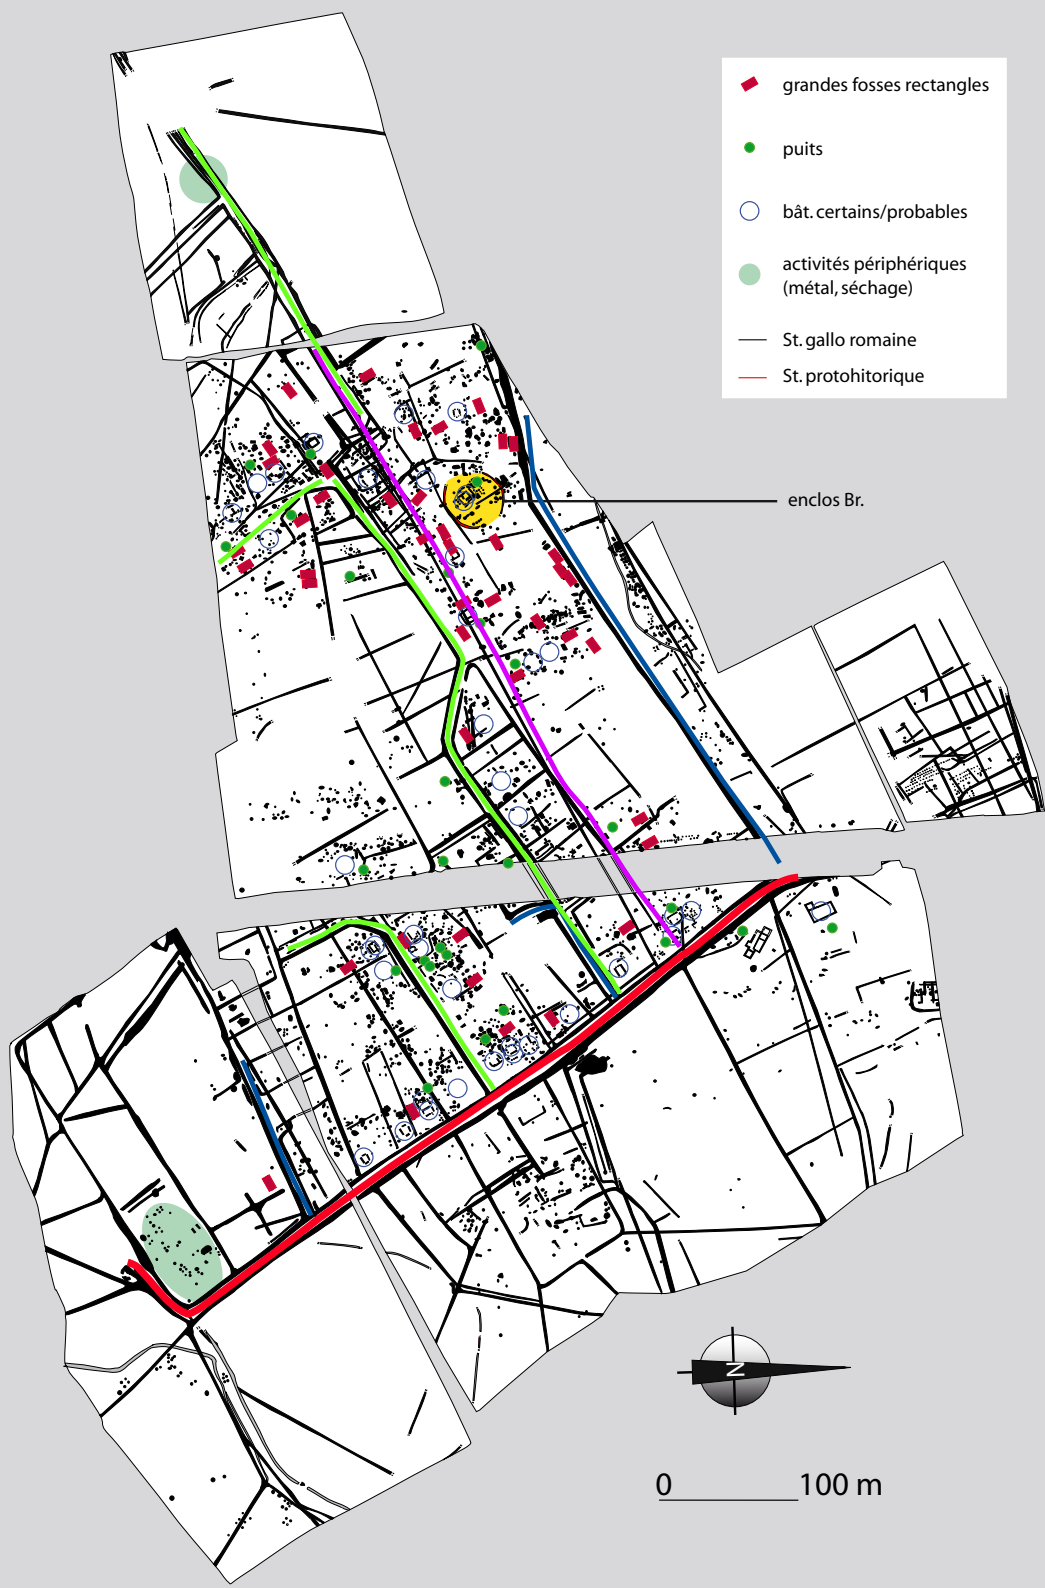 grandes fosses rectangles
puits
bât. certains/probables
activités périphériques
(métal, séchage)
St. gallo romaine
St. protohitorique
enclos Br.
N
0 100 m